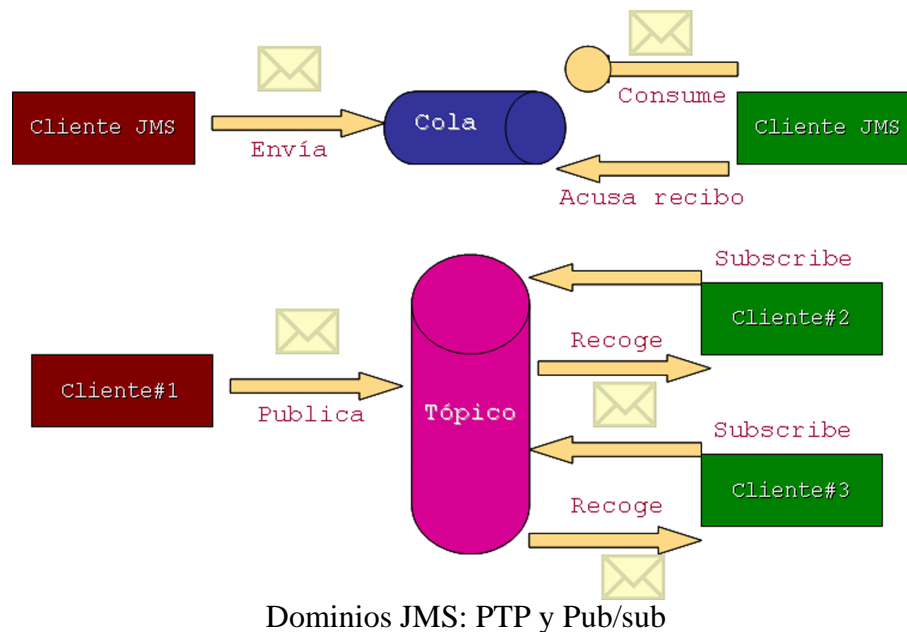 Cliente JMS
Envía
Cola
Consume
Cliente JMS
Acusa recibo
Subscribe
Cliente#2
Recoge
Cliente#1
Publica
Tópico
Subscribe
Cliente#3
Recoge
Dominios JMS: PTP y Pub/sub